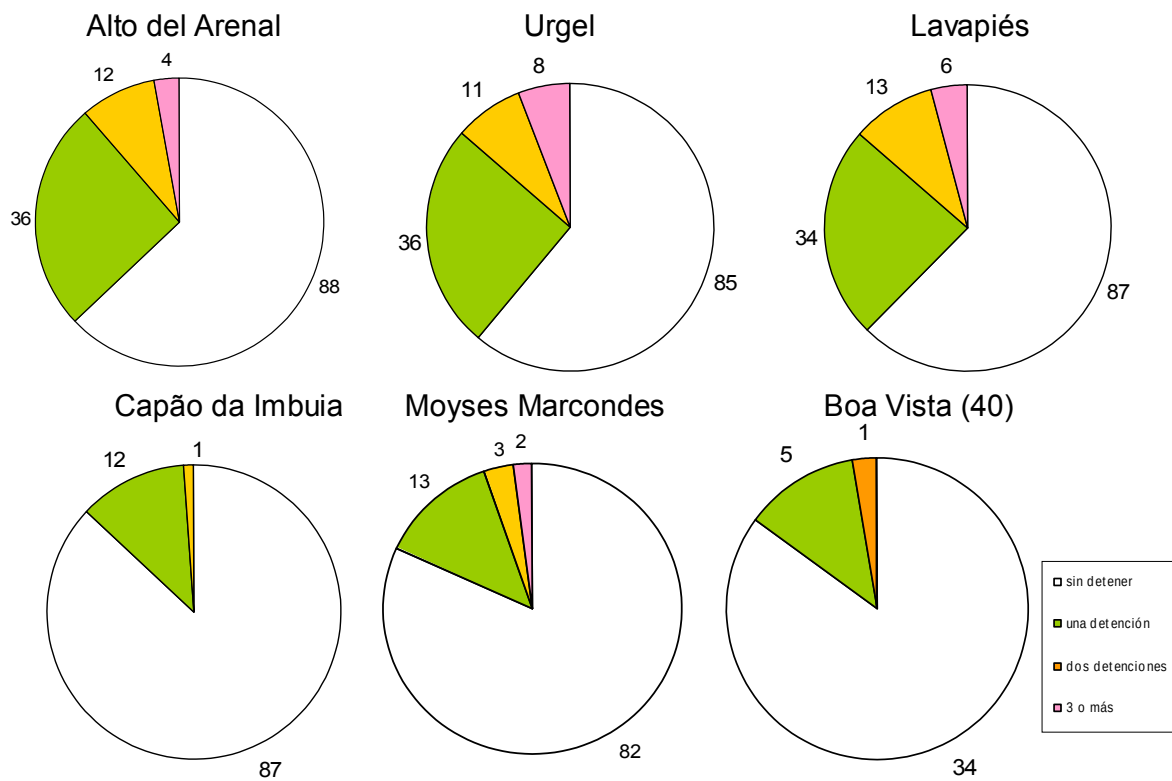 Alto del Arenal
4
12
36
88
Urgel
8
11
36
85
Lavapiés
6
13
34
87
Capão da Imbuia
1
12
87
Moyses Marcondes
2
3
13
82
Boa Vista (40)
1
5
34
sin detener
una detención
dos detenciones
3 o más